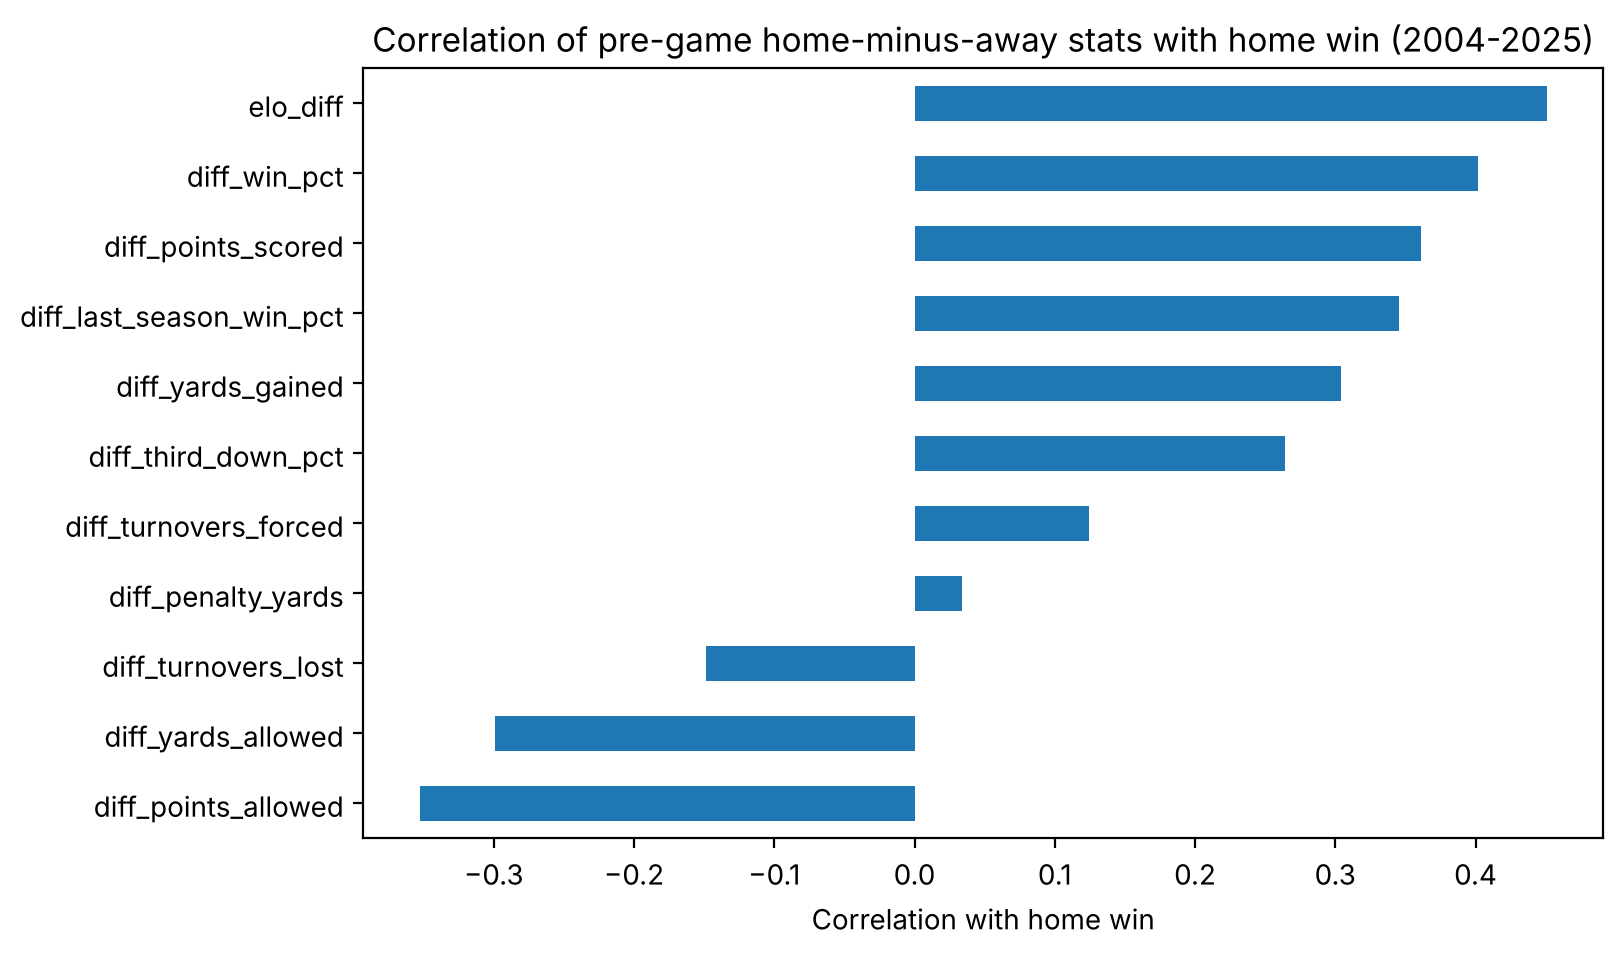 Correlation of pre-game home-minus-away stats with home win (2004-2025)
elo_diff
diff_win_pct
diff_points_scored
diff_last_season_win_pct
diff_yards_gained
diff_third_down_pct
diff_turnovers_forced
diff_penalty_yards
diff_turnovers_lost
diff_yards_allowed
diff_points_allowed
−0.3 −0.2 −0.1 0.0 0.1 0.2 0.3 0.4
Correlation with home win